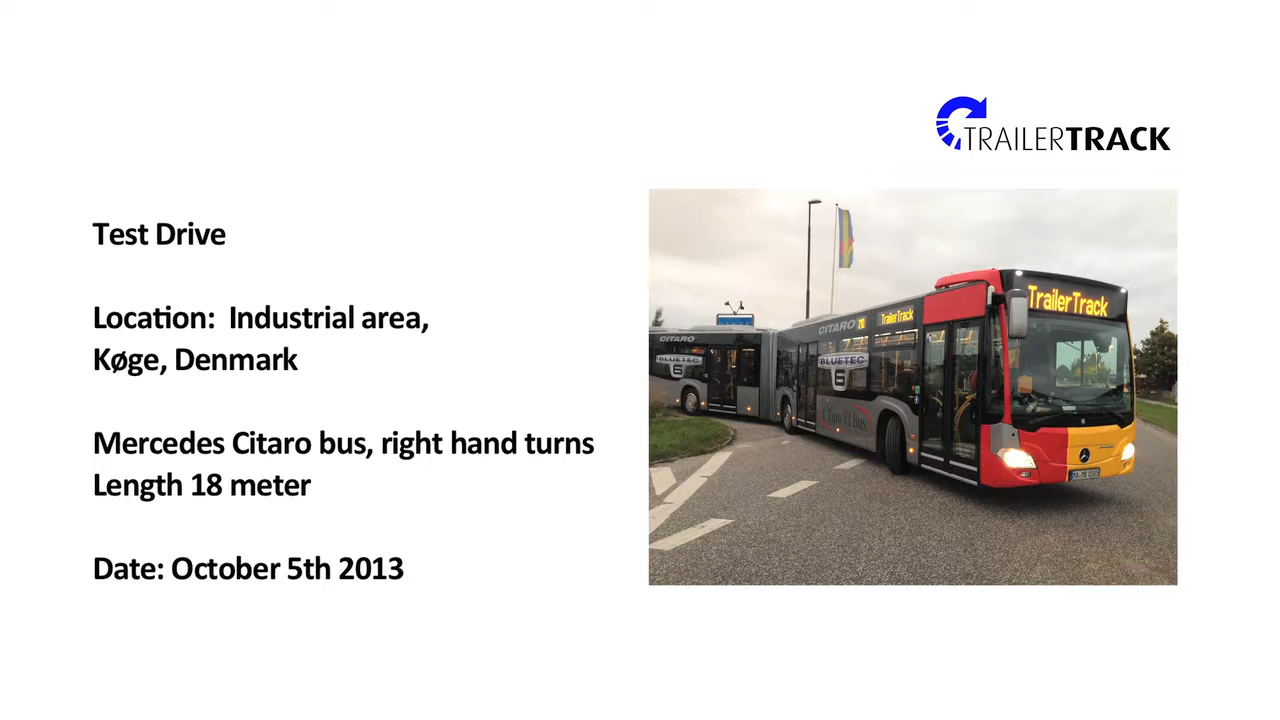 TRAILERTRACK
Test Drive
Location: Industrial area,
Køge, Denmark
Mercedes Citaro bus, right hand turns
Length 18 meter
Date: October 5th 2013
TrailerTrack
CITARO 20 TrailerTrack
CITARO
BLUETEC
6
BLUETEC
6